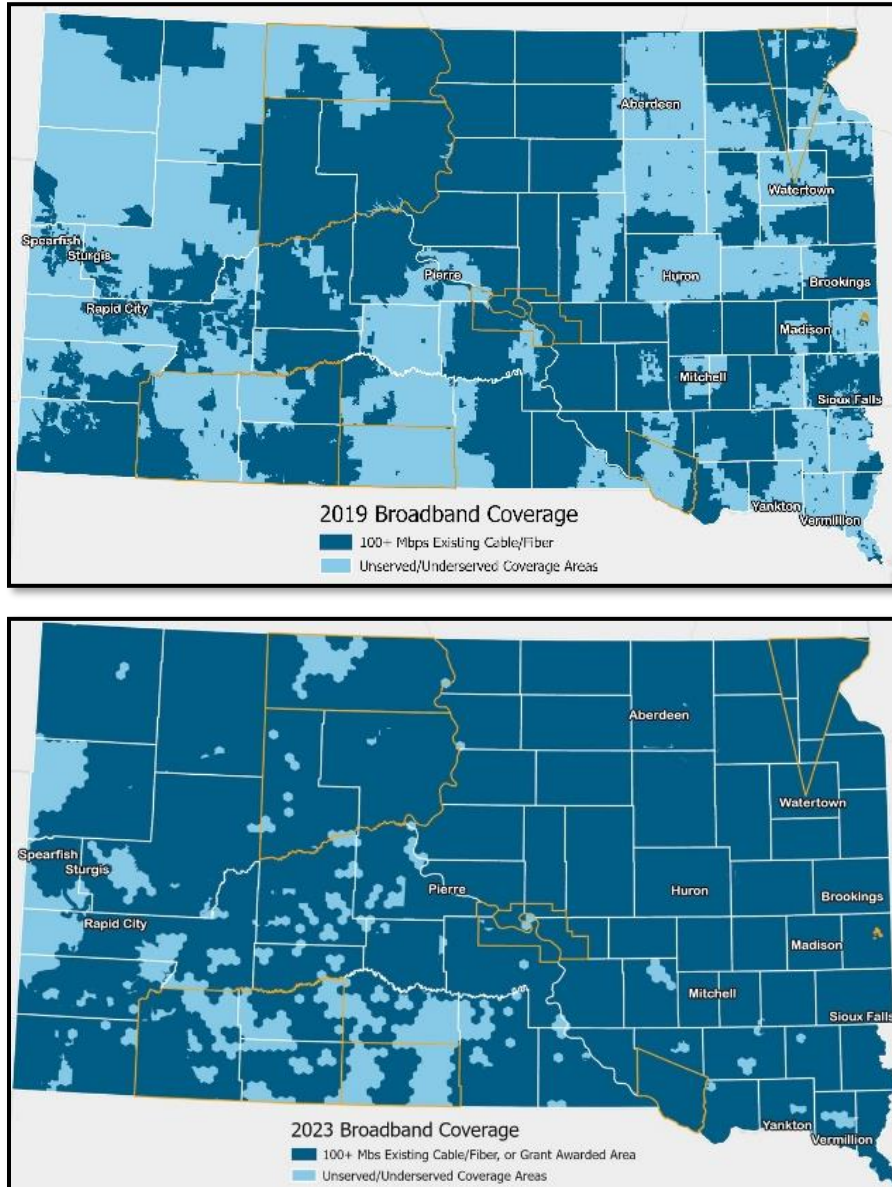 Aberdeen
Watertown
Spearfish
Sturgis
Pierre
Huron
Brookings
Rapid City
Madison
Mitchell
Sioux Falls
Yankton
Vermillion
2019 Broadband Coverage
100+ Mbps Existing Cable/Fiber
Unserved/Underserved Coverage Areas
Aberdeen
Watertown
Spearfish
Sturgis
Pierre
Huron
Brookings
Rapid City
Madison
Mitchell
Sioux Falls
Yankton
Vermillion
2023 Broadband Coverage
100+ Mbs Existing Cable/Fiber, or Grant Awarded Area
Unserved/Underserved Coverage Areas